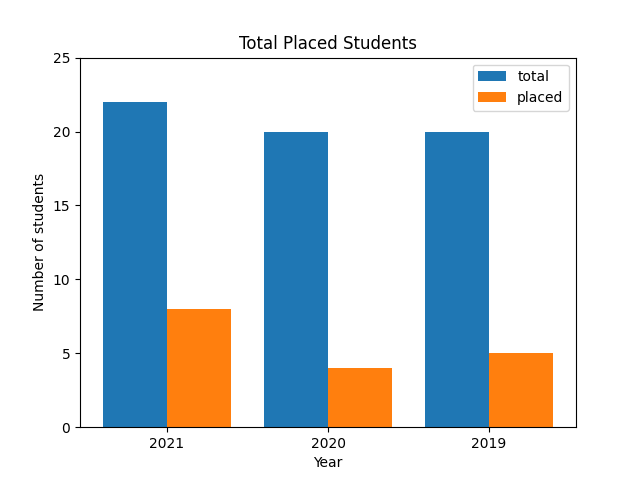 Total Placed Students
25
20
15
10
5
0
Number of students
total
placed
2021 2020 2019
Year